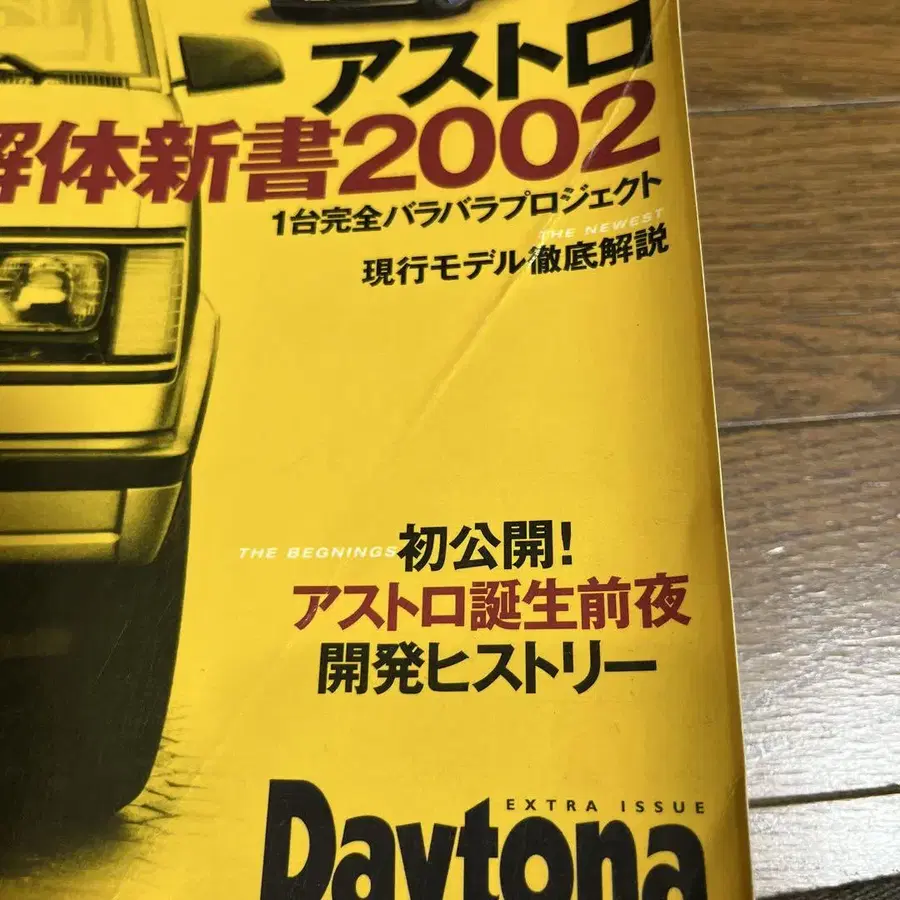 アストロ
解体新書2002
1台完全バラバラプロジェクト
THE NEWEST
現行モデル徹底解説
THE BEGNINGS
初公開!
アストロ誕生前夜
開発ヒストリー
EXTRA ISSUE
Daytona